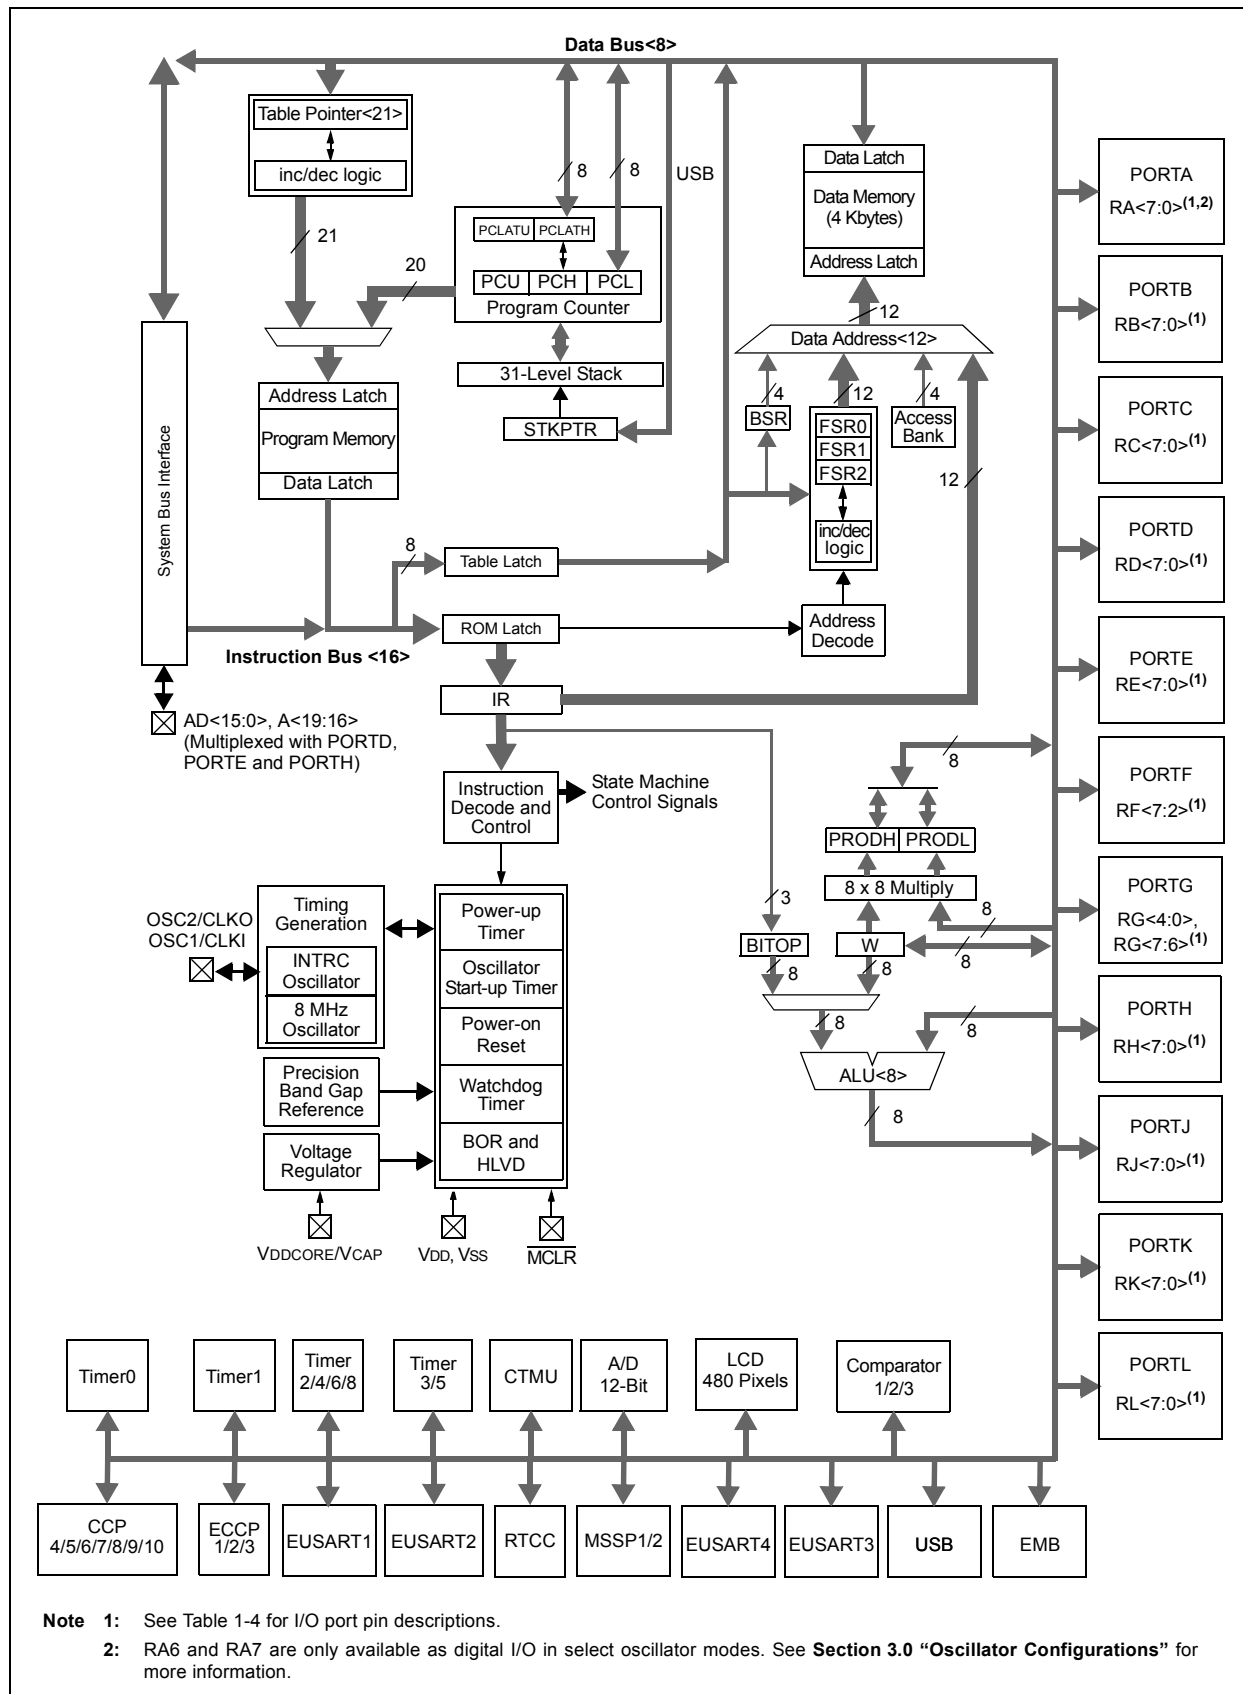 Data Bus<8>
Table Pointer<21>
inc/dec logic
21
8
8
USB
PCLATU PCLATH
PCU PCH PCL
Program Counter
20
31-Level Stack
STKPTR
Address Latch
Program Memory
Data Latch
System Bus Interface
8
Table Latch
ROM Latch
Instruction Bus <16>
IR
AD<15:0>, A<19:16>
(Multiplexed with PORTD,
PORTE and PORTH)
Data Latch
Data Memory
(4 Kbytes)
Address Latch
12
Data Address<12>
4
12
4
BSR
FSR0
FSR1
FSR2
inc/dec
logic
Access
Bank
12
Address
Decode
Instruction
Decode and
Control
State Machine
Control Signals
8
PRODH PRODL
8 x 8 Multiply
3
8
BITOP
W
8
8
8
8
8
ALU<8>
8
OSC2/CLKO
OSC1/CLKI
Timing
Generation
INTRC
Oscillator
8 MHz
Oscillator
Precision
Band Gap
Reference
Voltage
Regulator
Power-up
Timer
Oscillator
Start-up Timer
Power-on
Reset
Watchdog
Timer
BOR and
HLVD
VDDCORE/VCAP
VDD, VSS
MCLR
PORTA
RA<7:0>(1,2)
PORTB
RB<7:0>(1)
PORTC
RC<7:0>(1)
PORTD
RD<7:0>(1)
PORTE
RE<7:0>(1)
PORTF
RF<7:2>(1)
PORTG
RG<4:0>,
RG<7:6>(1)
PORTH
RH<7:0>(1)
PORTJ
RJ<7:0>(1)
PORTK
RK<7:0>(1)
PORTL
RL<7:0>(1)
Timer0
Timer1
Timer
2/4/6/8
Timer
3/5
CTMU
A/D
12-Bit
LCD
480 Pixels
Comparator
1/2/3
CCP
4/5/6/7/8/9/10
ECCP
1/2/3
EUSART1
EUSART2
RTCC
MSSP1/2
EUSART4
EUSART3
USB
EMB
Note 1: See Table 1-4 for I/O port pin descriptions.
2: RA6 and RA7 are only available as digital I/O in select oscillator modes. See Section 3.0 “Oscillator Configurations” for
more information.